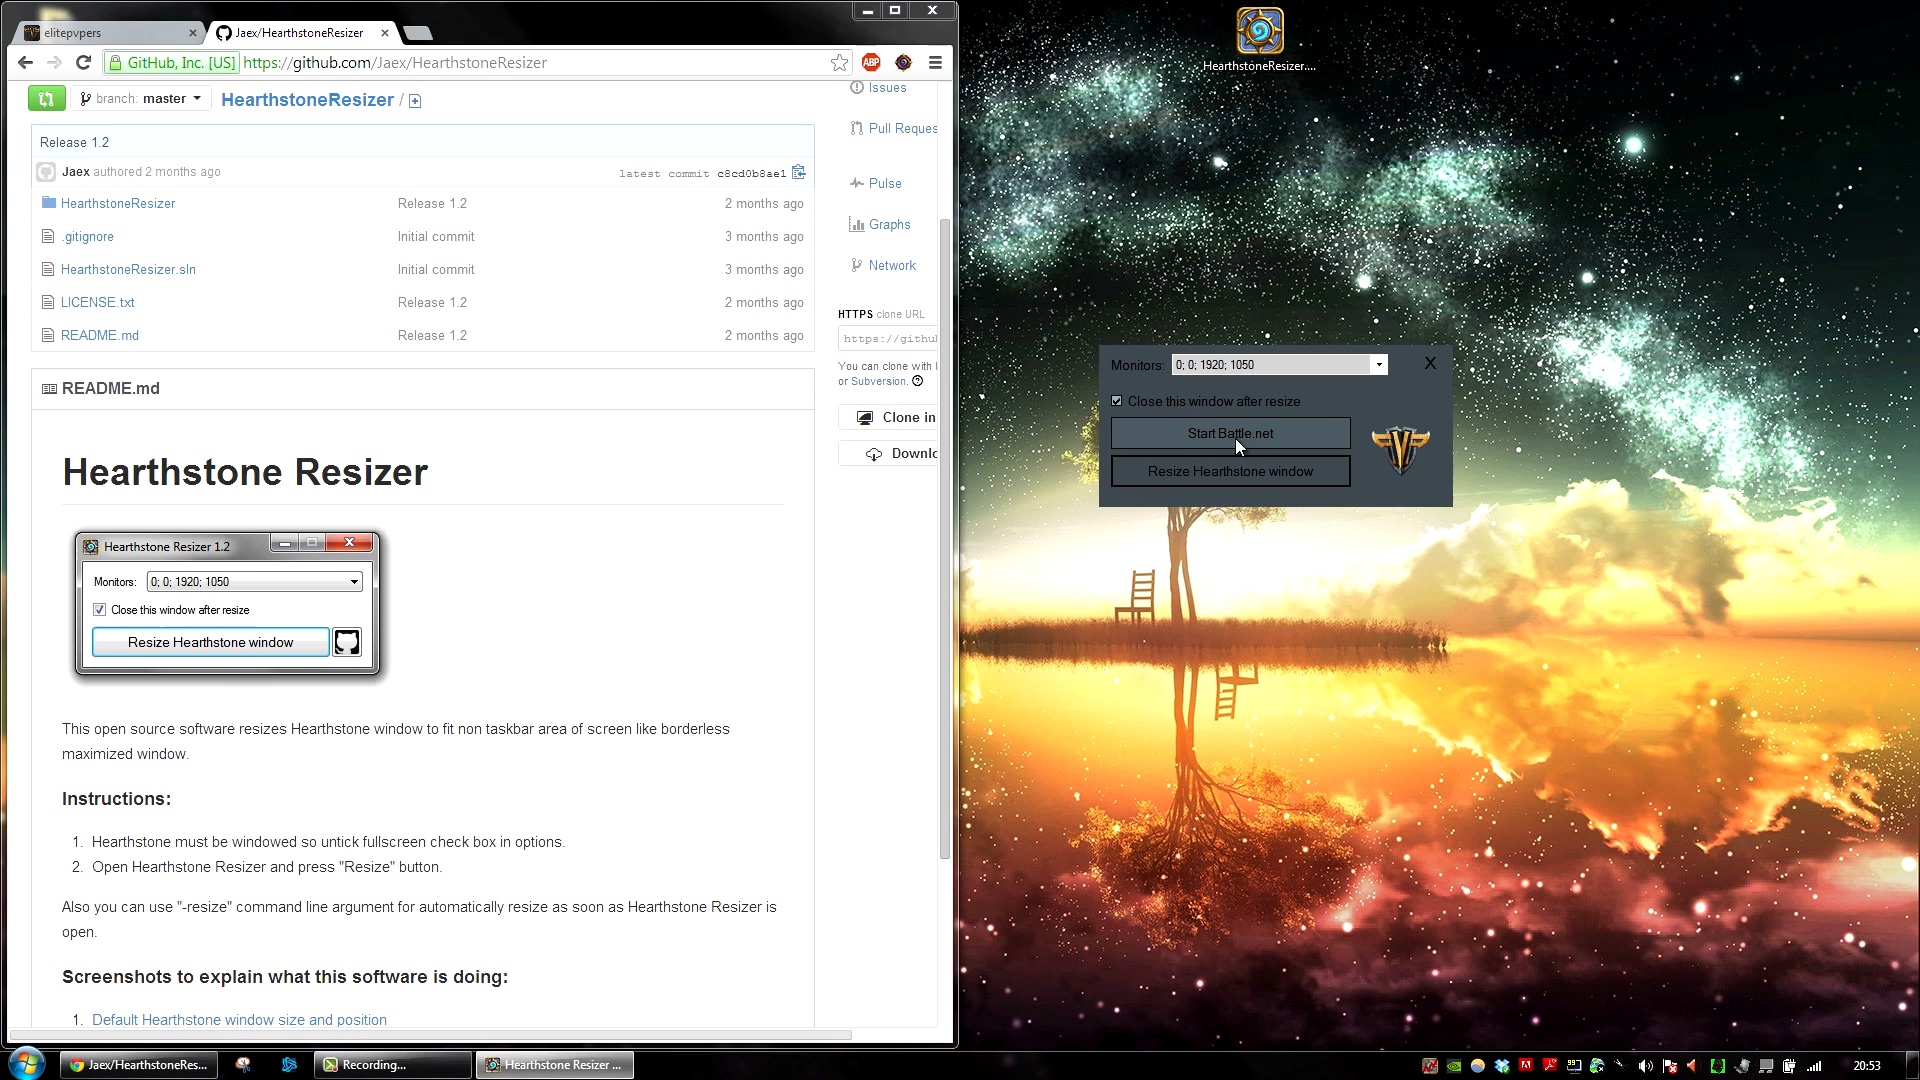 elitepvpers
Jaex/HearthstoneResizer
GitHub, Inc. [US] https://github.com/Jaex/HearthstoneResizer
ABP
branch: master
HearthstoneResizer /
Release 1.2
Jaex authored 2 months ago
latest commit c8cd0b8ae1
HearthstoneResizer Release 1.2 2 months ago
.gitignore Initial commit 3 months ago
HearthstoneResizer.sln Initial commit 3 months ago
LICENSE.txt Release 1.2 2 months ago
README.md Release 1.2 2 months ago
Issues
Pull Reques
Pulse
Graphs
Network
HTTPS clone URL
https://githu
You can clone with
or Subversion.
Clone in
Downlo
README.md
Hearthstone Resizer
Hearthstone Resizer 1.2
Monitors: 0; 0; 1920; 1050
Close this window after resize
Resize Hearthstone window
This open source software resizes Hearthstone window to fit non taskbar area of screen like borderless
maximized window.
Instructions:
1. Hearthstone must be windowed so untick fullscreen check box in options.
2. Open Hearthstone Resizer and press "Resize" button.
Also you can use "-resize" command line argument for automatically resize as soon as Hearthstone Resizer is
open.
Screenshots to explain what this software is doing:
1. Default Hearthstone window size and position
HearthstoneResizer....
Monitors: 0; 0; 1920; 1050
X
Close this window after resize
Start Battle.net
Resize Hearthstone window
Jaex/HearthstoneRes...
Recording...
Hearthstone Resizer ...
20:53